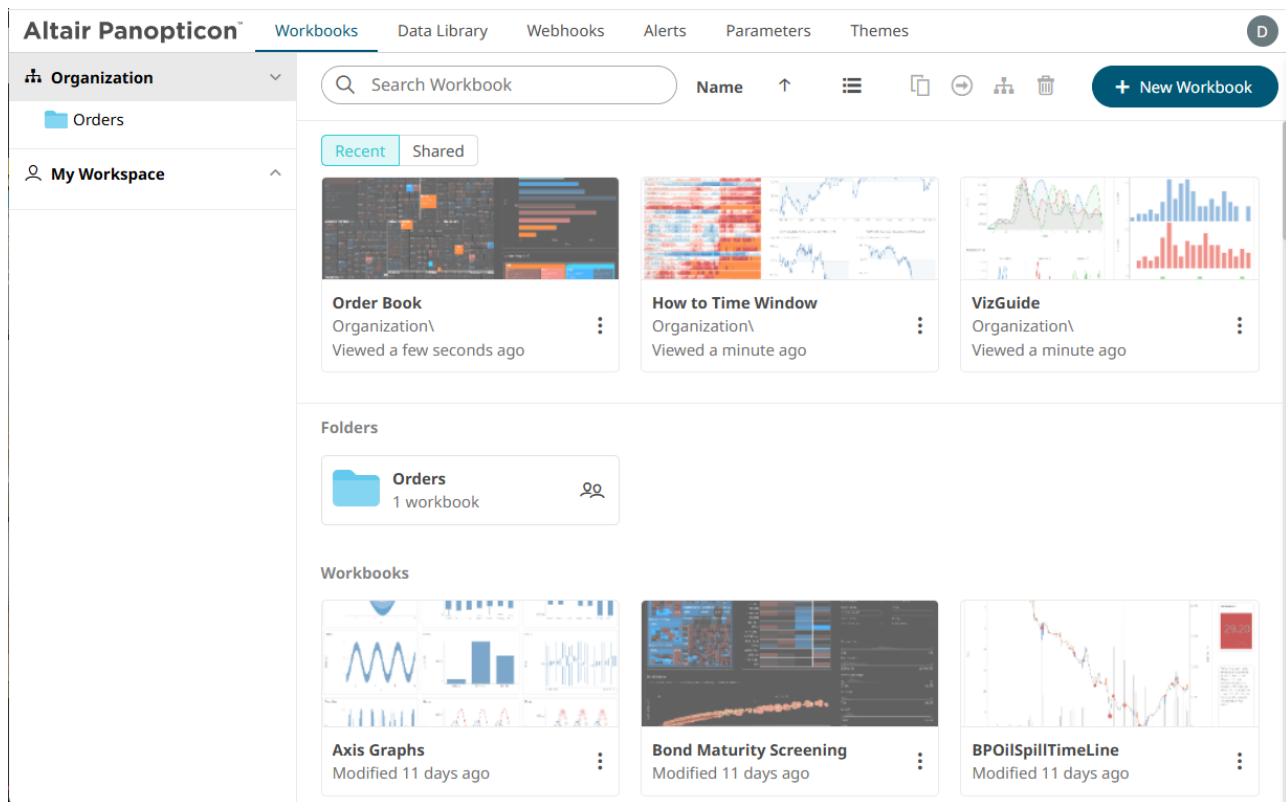 Altair Panopticon™ Workbooks Data Library Webhooks Alerts Parameters Themes D
Organization
Orders
My Workspace
Search Workbook Name New Workbook
Recent Shared
Order Book
Organization\
Viewed a few seconds ago
How to Time Window
Organization\
Viewed a minute ago
VizGuide
Organization\
Viewed a minute ago
Folders
Orders
1 workbook
Workbooks
29.20
Axis Graphs
Modified 11 days ago
Bond Maturity Screening
Modified 11 days ago
BPOilSpillTimeLine
Modified 11 days ago